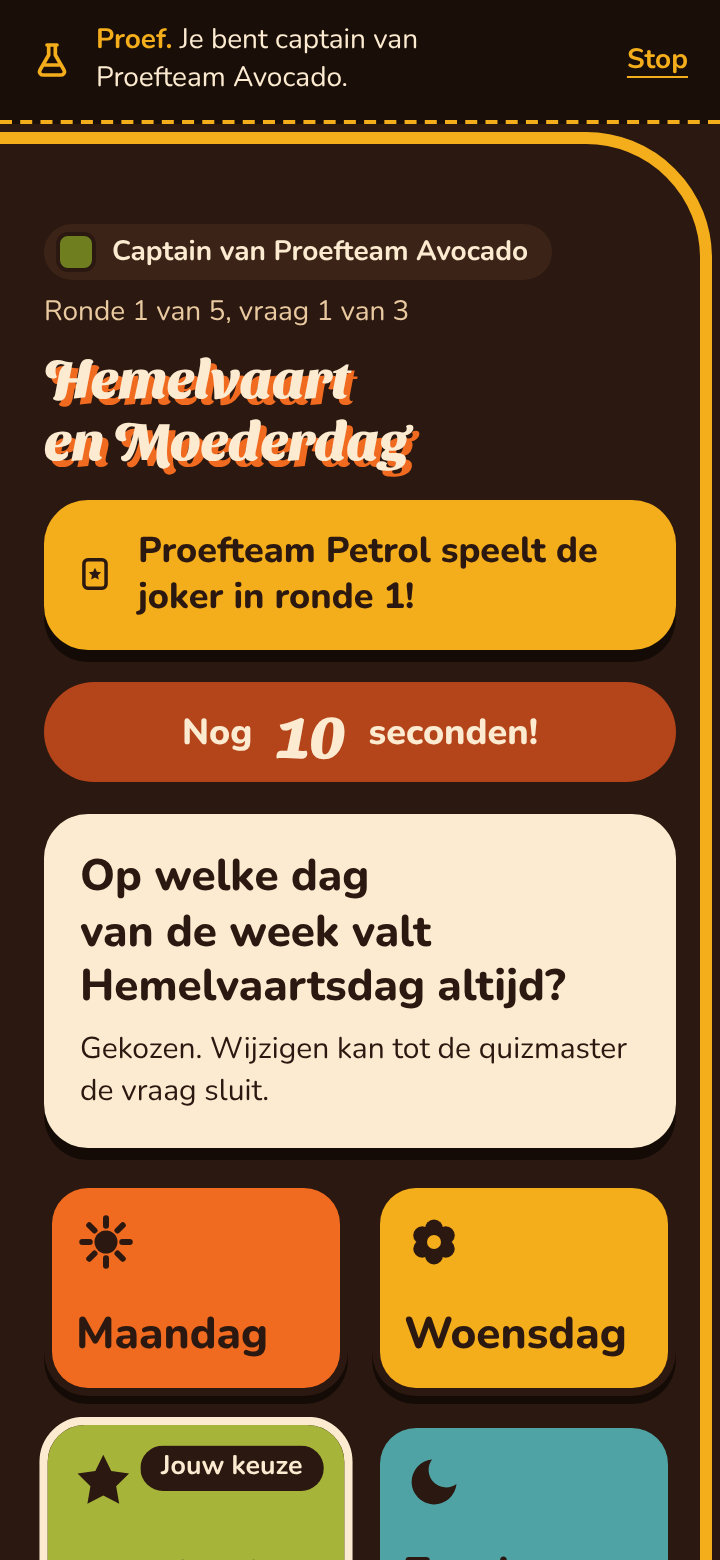 Proef. Je bent captain van
Proefteam Avocado.
Stop
Captain van Proefteam Avocado
Ronde 1 van 5, vraag 1 van 3
Hemelvaart
en Moederdag
Proefteam Petrol speelt de
joker in ronde 1!
Nog 10 seconden!
Op welke dag
van de week valt
Hemelvaartsdag altijd?
Gekozen. Wijzigen kan tot de quizmaster
de vraag sluit.
Maandag
Woensdag
Jouw keuze